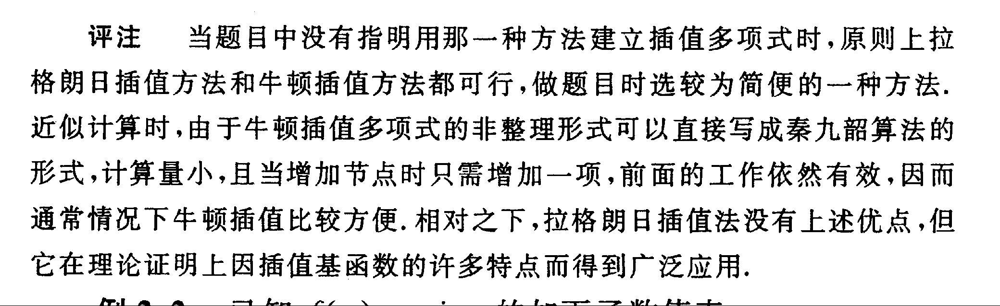 评注 当题目中没有指明用那一种方法建立插值多项式时,原则上拉
格朗日插值方法和牛顿插值方法都可行,做题目时选较为简便的一种方法.
近似计算时,由于牛顿插值多项式的非整理形式可以直接写成秦九韶算法的
形式,计算量小,且当增加节点时只需增加一项,前面的工作依然有效,因而
通常情况下牛顿插值比较方便.相对之下,拉格朗日插值法没有上述优点,但
它在理论证明上因插值基函数的许多特点而得到广泛应用.